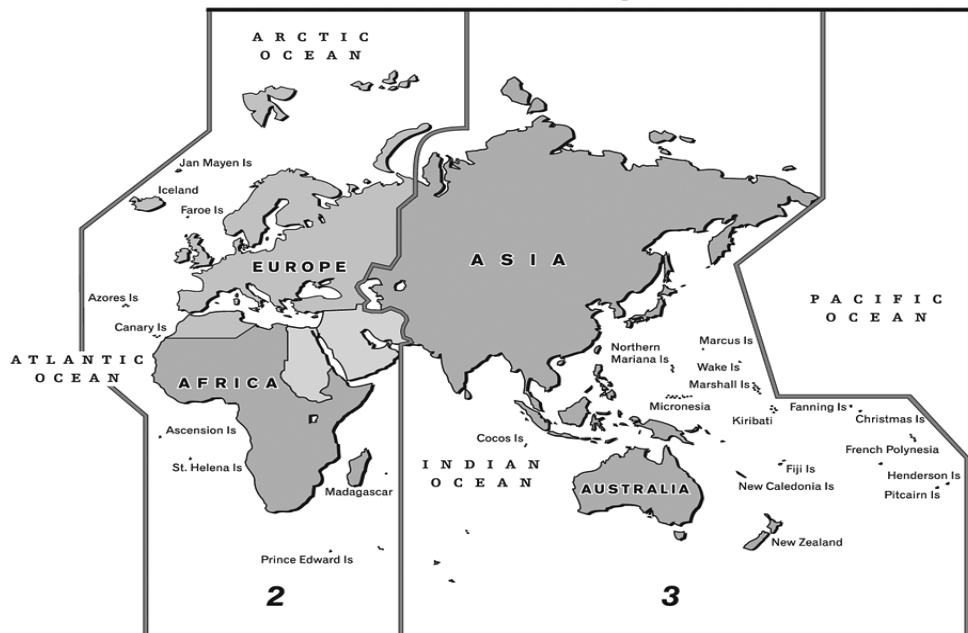 ARCTIC
OCEAN
Jan Mayen Is
Iceland
Faroe Is
EUROPE
ASIA
Azores Is
PACIFIC
OCEAN
Canary Is
Marcus Is
Northern
Mariana Is
Wake Is
ATLANTIC
OCEAN
AFRICA
Marshall Is
Micronesia
Fanning Is
Christmas Is
Kiribati
Ascension Is
Cocos Is
French Polynesia
St. Helena Is
INDIAN
OCEAN
Fiji Is
Henderson Is
Madagascar
AUSTRALIA
New Caledonia Is
Pitcairn Is
New Zealand
Prince Edward Is
2
3